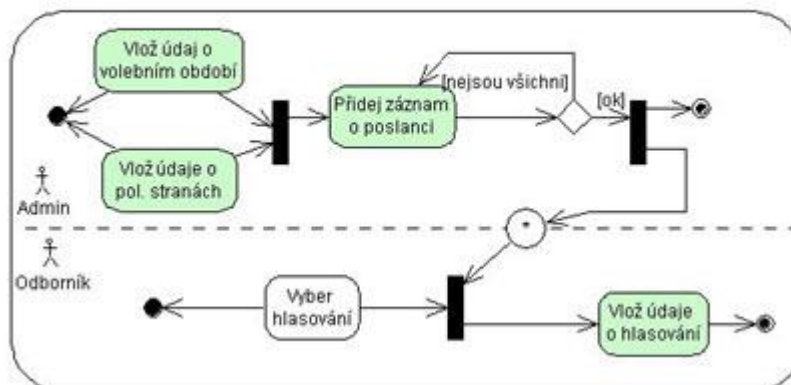 Vlož údaj o
volebním období
[nejsou všichni]
Přidej záznam
o poslanci
[ok]
Vlož údaje o
pol. stranách
Admin
*
Odborník
Vyber
hlasování
Vlož údaje
o hlasování